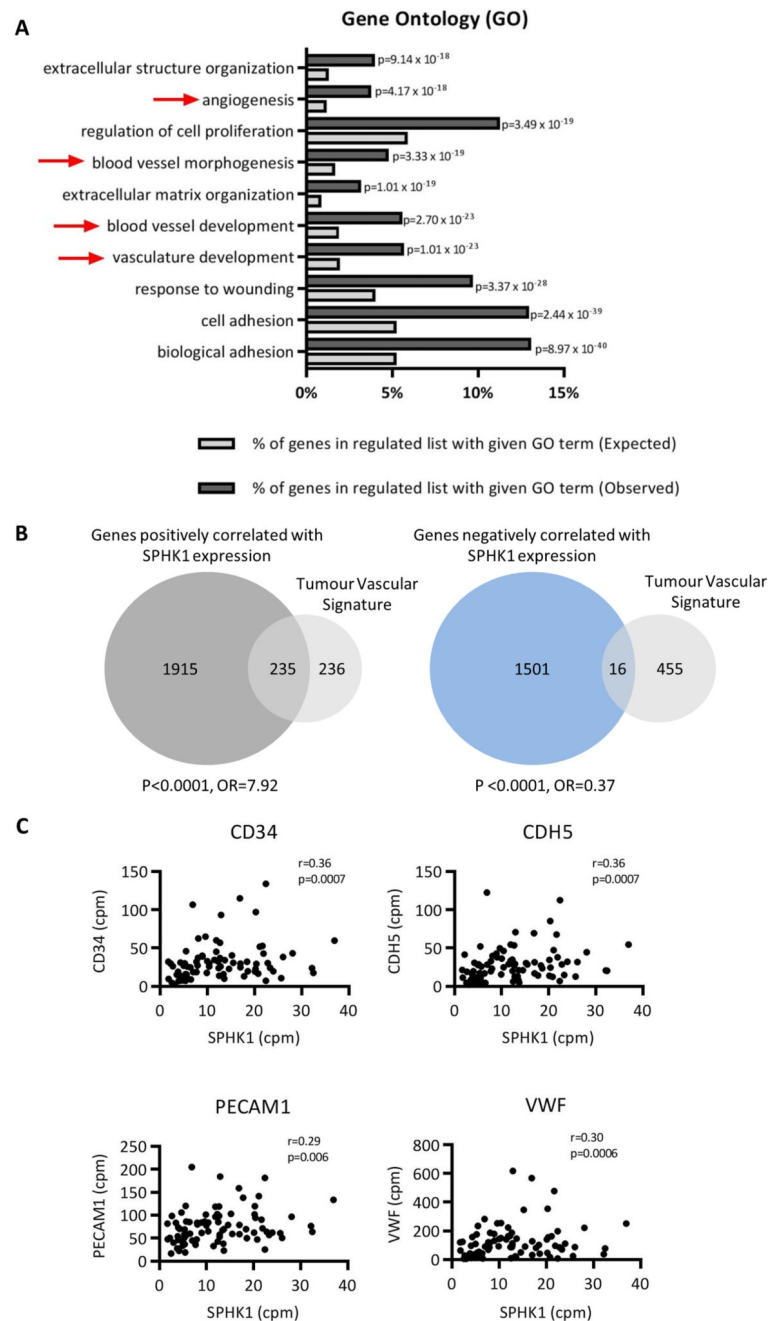 A
Gene Ontology (GO)
extracellular structure organization
p=9.14 x 10-18
angiogenesis
p=4.17 x 10-18
regulation of cell proliferation
p=3.49 x 10-19
blood vessel morphogenesis
p=3.33 x 10-19
extracellular matrix organization
p=1.01 x 10-19
blood vessel development
p=2.70 x 10-23
vasculature development
p=1.01 x 10-23
response to wounding
p=3.37 x 10-28
cell adhesion
p=2.44 x 10-39
biological adhesion
p=8.97 x 10-40
0% 5% 10% 15%
% of genes in regulated list with given GO term (Expected)
% of genes in regulated list with given GO term (Observed)
B
Genes positively correlated with
SPHK1 expression
Tumour Vascular
Signature
1915 235 236
P<0.0001, OR=7.92
Genes negatively correlated with
SPHK1 expression
Tumour Vascular
Signature
1501 16 455
P <0.0001, OR=0.37
C
CD34
r=0.36
p=0.0007
CD34 (cpm)
150
100
50
0
0 10 20 30 40
SPHK1 (cpm)
CDH5
r=0.36
p=0.0007
CDH5 (cpm)
150
100
50
0
0 10 20 30 40
SPHK1 (cpm)
PECAM1
r=0.29
p=0.006
PECAM1 (cpm)
250
200
150
100
50
0
0 10 20 30 40
SPHK1 (cpm)
VWF
r=0.30
p=0.0006
VWF (cpm)
800
600
400
200
0
0 10 20 30 40
SPHK1 (cpm)